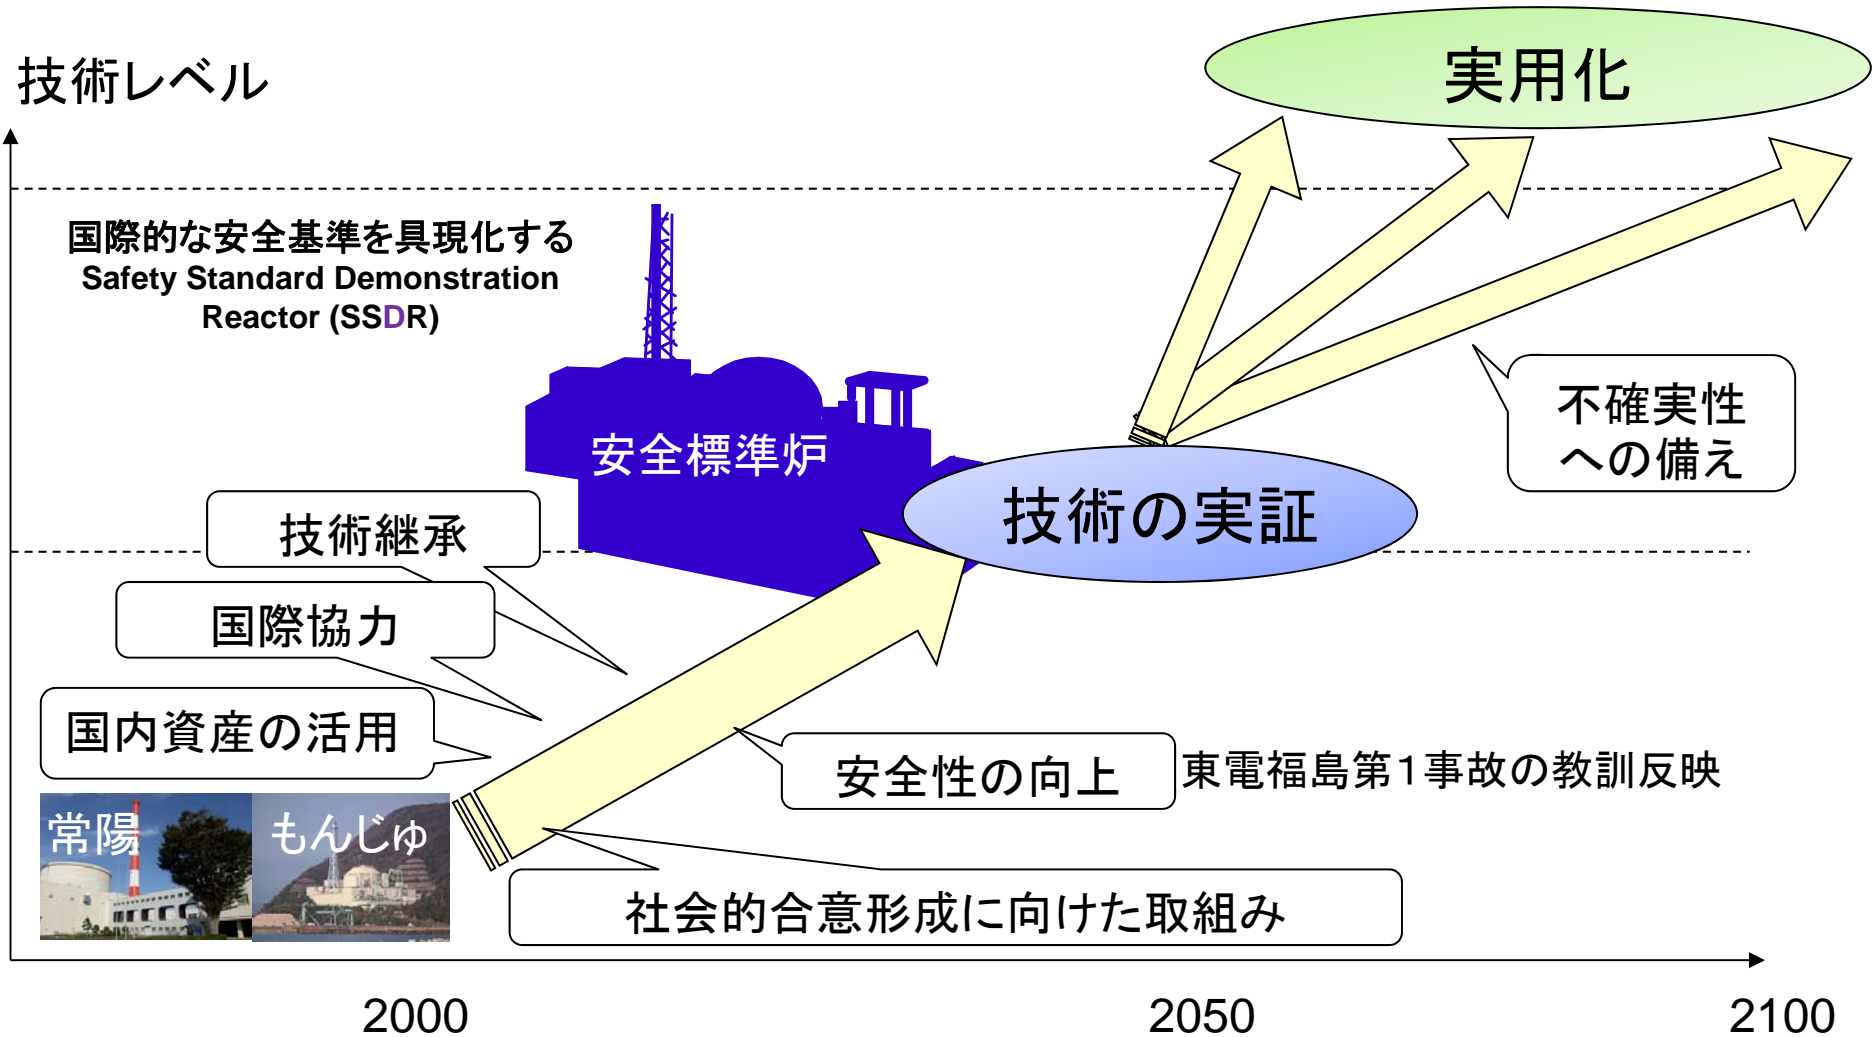 技術レベル
実用化
国際的な安全基準を具現化する
Safety Standard Demonstration
Reactor (SSDR)
安全標準炉
不確実性
への備え
技術の実証
技術継承
国際協力
国内資産の活用
安全性の向上
東電福島第1事故の教訓反映
常陽
もんじゅ
社会的合意形成に向けた取組み
2000
2050
2100